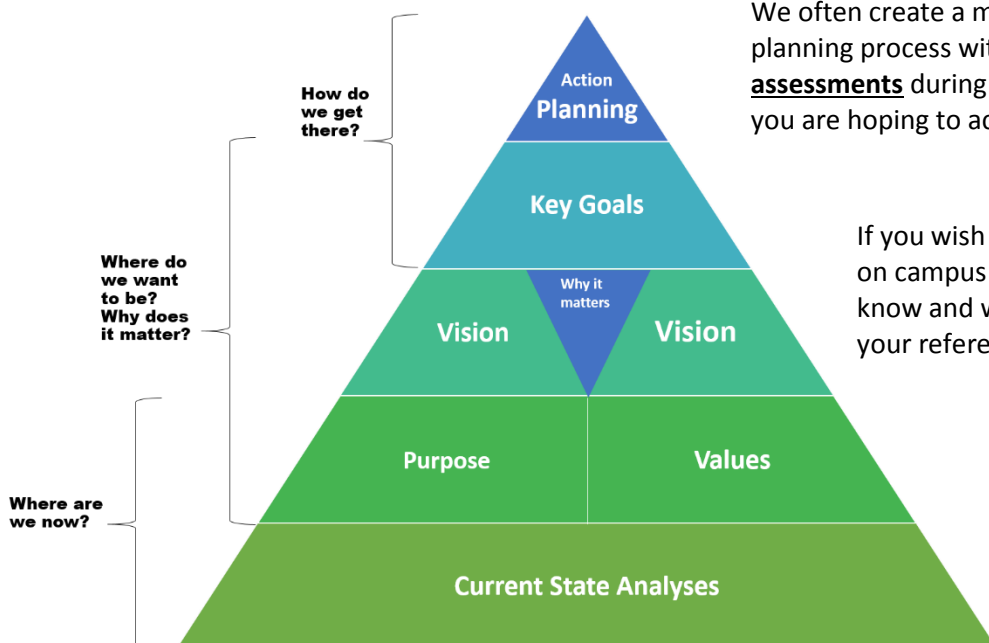 We often create a m
planning process wit
assessments during
you are hoping to ac
Action
Planning
How do
we get
there?
Key Goals
If you wish
on campus
know and w
your refere
Where do
we want
to be?
Why does
it matter?
Why it
matters
Vision
Vision
Purpose
Values
Where are
we now?
Current State Analyses